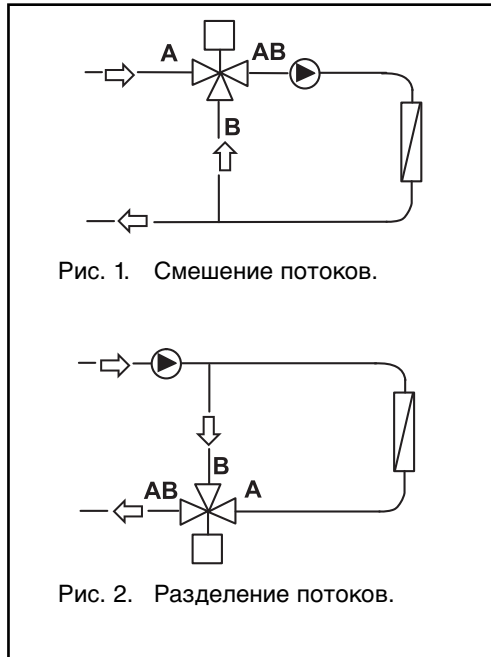 A AB
B
Рис. 1. Смешение потоков.
B
AB A
Рис. 2. Разделение потоков.